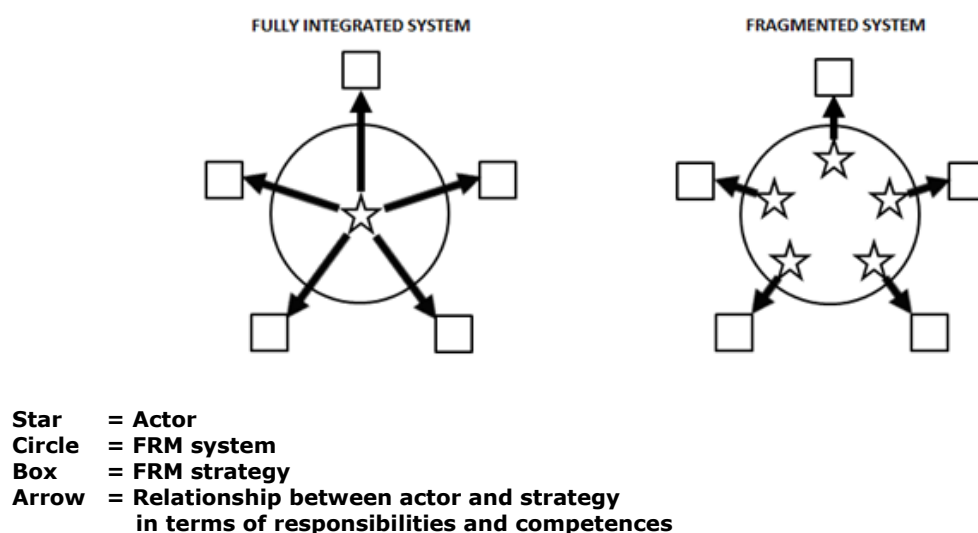 FULLY INTEGRATED SYSTEM
FRAGMENTED SYSTEM
Star = Actor
Circle = FRM system
Box = FRM strategy
Arrow = Relationship between actor and strategy
in terms of responsibilities and competences